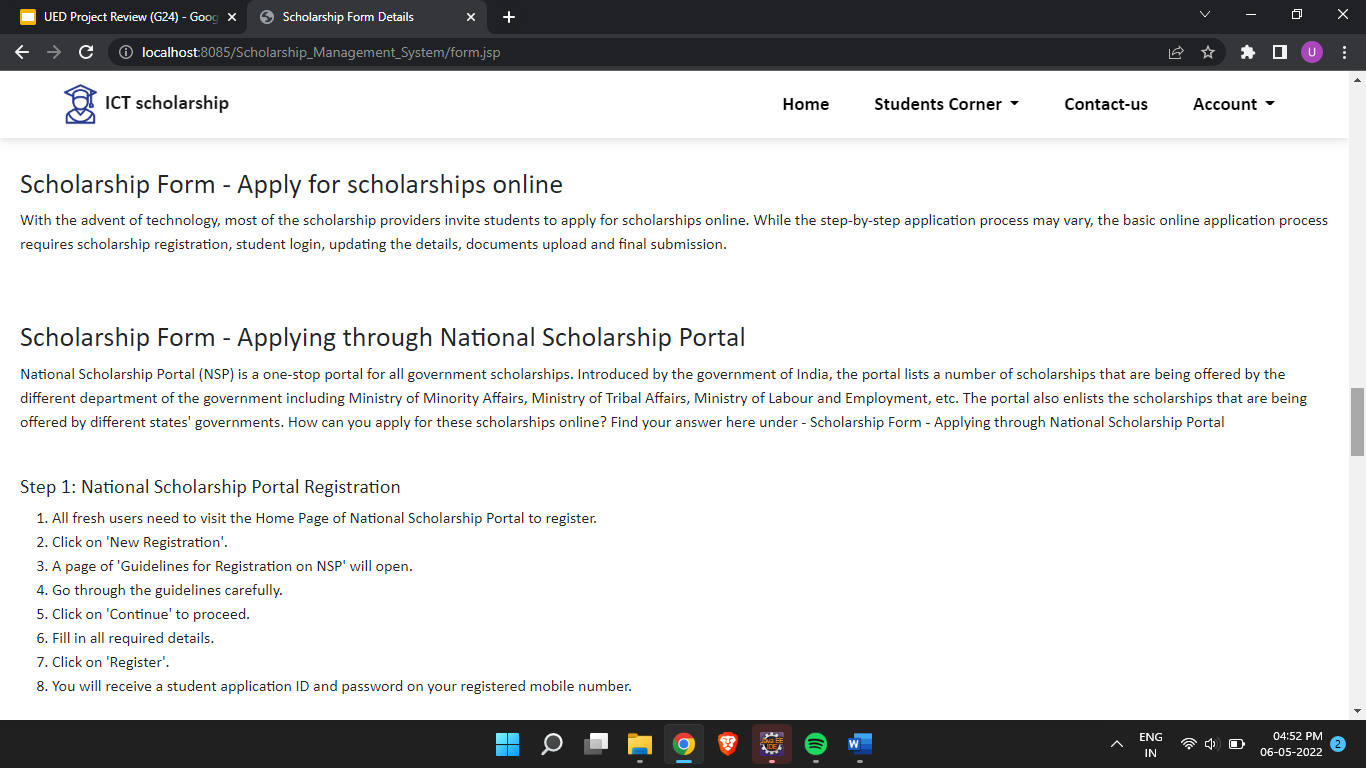 UED Project Review (G24) - Goog
Scholarship Form Details
localhost:8085/Scholarship_Management_System/form.jsp
U
ICT scholarship
Home
Students Corner
Contact-us
Account
Scholarship Form - Apply for scholarships online
With the advent of technology, most of the scholarship providers invite students to apply for scholarships online. While the step-by-step application process may vary, the basic online application process
requires scholarship registration, student login, updating the details, documents upload and final submission.
Scholarship Form - Applying through National Scholarship Portal
National Scholarship Portal (NSP) is a one-stop portal for all government scholarships. Introduced by the government of India, the portal lists a number of scholarships that are being offered by the
different department of the government including Ministry of Minority Affairs, Ministry of Tribal Affairs, Ministry of Labour and Employment, etc. The portal also enlists the scholarships that are being
offered by different states' governments. How can you apply for these scholarships online? Find your answer here under - Scholarship Form - Applying through National Scholarship Portal
Step 1: National Scholarship Portal Registration
1. All fresh users need to visit the Home Page of National Scholarship Portal to register.
2. Click on 'New Registration'.
3. A page of 'Guidelines for Registration on NSP' will open.
4. Go through the guidelines carefully.
5. Click on 'Continue' to proceed.
6. Fill in all required details.
7. Click on 'Register'.
8. You will receive a student application ID and password on your registered mobile number.
ENG
IN
04:52 PM
06-05-2022
2